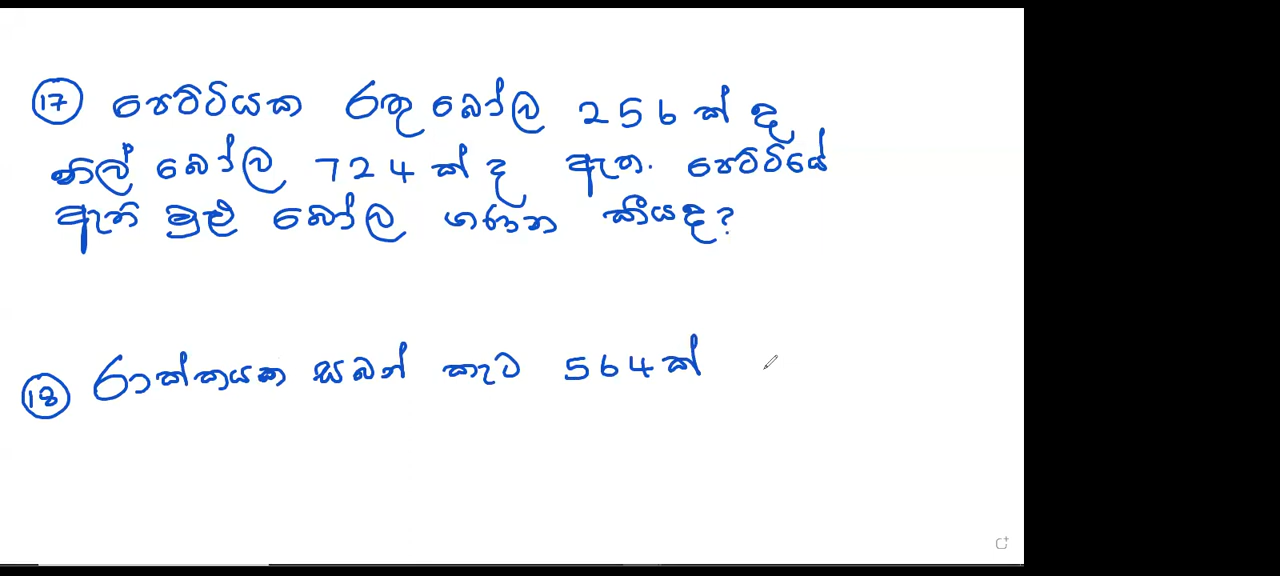 17 පෙට්ටියක රතු බෝල 256ක් ද
නිල් බෝල 724ක් ද ඇත. පෙට්ටියේ
ඇති මුළු බෝල ගණන කීයද?
18 රාක්කයක සබන් කැට 564ක්